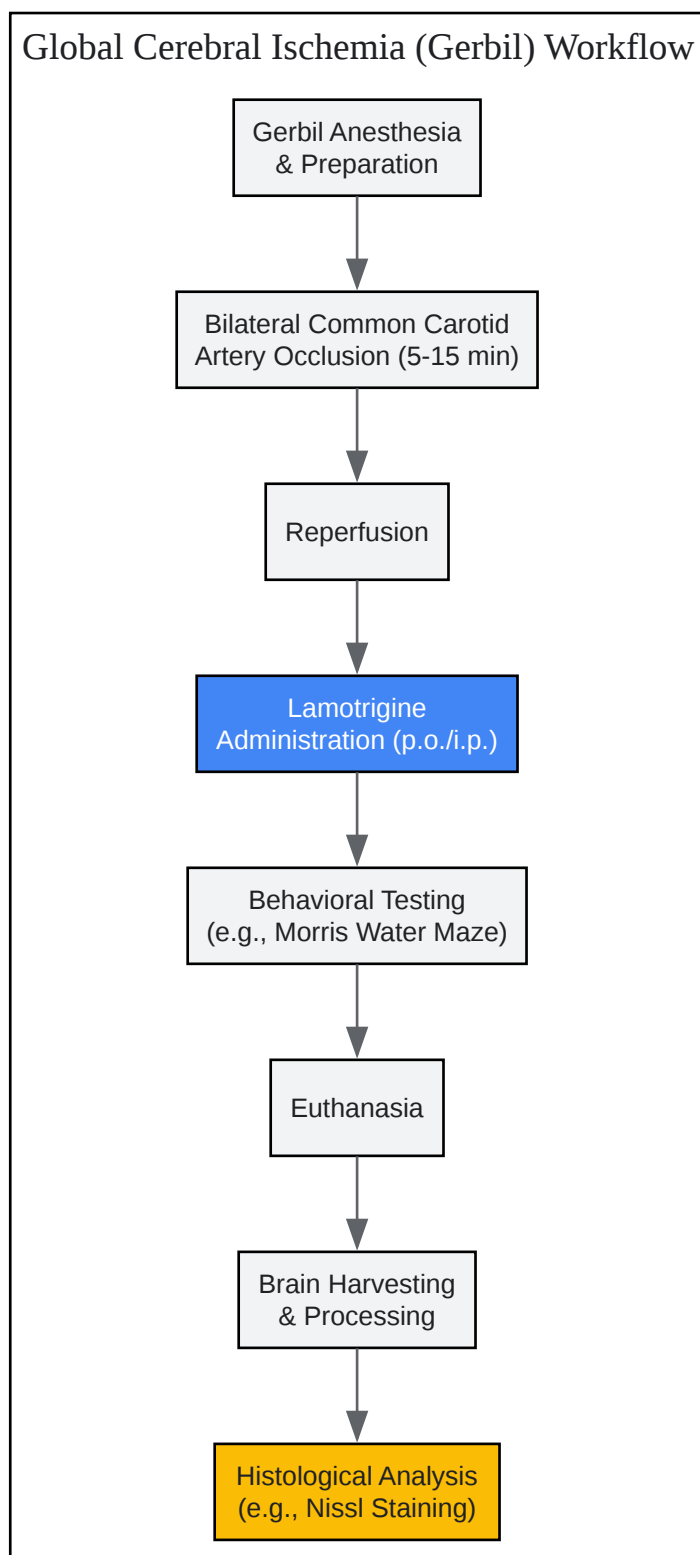 Global Cerebral Ischemia (Gerbil) Workflow
Gerbil Anesthesia
& Preparation
Bilateral Common Carotid
Artery Occlusion (5-15 min)
Reperfusion
Lamotrigine
Administration (p.o./i.p.)
Behavioral Testing
(e.g., Morris Water Maze)
Euthanasia
Brain Harvesting
& Processing
Histological Analysis
(e.g., Nissl Staining)